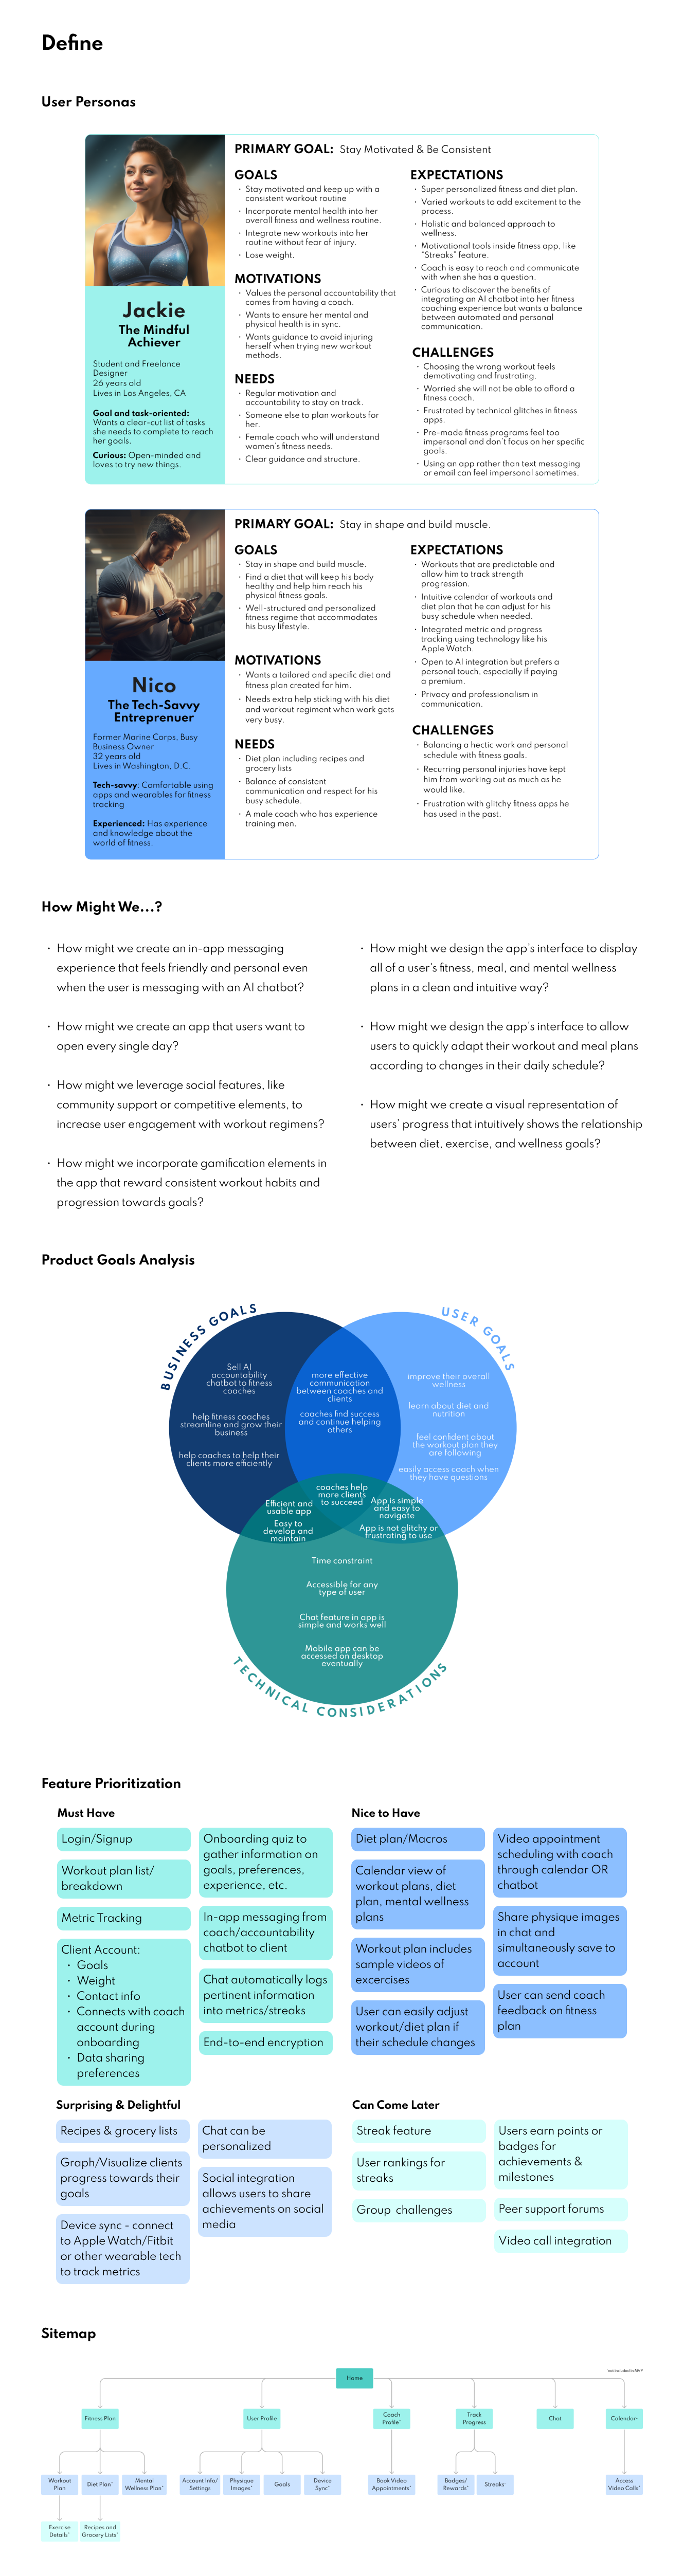 Define
User Personas
PRIMARY GOAL: Stay Motivated & Be Consistent
Jackie
The Mindful
Achiever
Student and Freelance
Designer
26 years old
Lives in Los Angeles, CA
Goal and task-oriented:
Wants a clear-cut list of tasks
she needs to complete to reach
her goals.
Curious: Open-minded and
loves to try new things.
GOALS
· Stay motivated and keep up with a
consistent workout routine
· Incorporate mental health into her
overall fitness and wellness routine.
· Integrate new workouts into her
routine without fear of injury.
· Lose weight.
MOTIVATIONS
· Values the personal accountability that
comes from having a coach.
· Wants to ensure her mental and
physical health is in sync.
· Wants guidance to avoid injuring
herself when trying new workout
methods.
NEEDS
· Regular motivation and
accountability to stay on track.
· Someone else to plan workouts for
her.
· Female coach who will understand
women's fitness needs.
· Clear guidance and structure.
EXPECTATIONS
· Super personalized fitness and diet plan.
· Varied workouts to add excitement to the
process.
· Holistic and balanced approach to
wellness.
· Motivational tools inside fitness app, like
"Streaks" feature.
· Coach is easy to reach and communicate
with when she has a question.
· Curious to discover the benefits of
integrating an AI chatbot into her fitness
coaching experience but wants a balance
between automated and personal
communication.
CHALLENGES
· Choosing the wrong workout feels
demotivating and frustrating.
· Worried she will not be able to afford a
fitness coach.
· Frustrated by technical glitches in fitness
apps.
· Pre-made fitness programs feel too
impersonal and don't focus on her specific
goals.
· Using an app rather than text messaging
or email can feel impersonal sometimes.
PRIMARY GOAL: Stay in shape and build muscle.
Nico
The Tech-Savvy
Entreprenuer
Former Marine Corps, Busy
Business Owner
32 years old
Lives in Washington, D.C.
Tech-savvy: Comfortable using
apps and wearables for fitness
tracking
Experienced: Has experience
and knowledge about the
world of fitness.
GOALS
· Stay in shape and build muscle.
· Find a diet that will keep his body
healthy and help him reach his
physical fitness goals.
· Well-structured and personalized
fitness regime that accommodates
his busy lifestyle.
MOTIVATIONS
· Wants a tailored and specific diet and
fitness plan created for him.
· Needs extra help sticking with his diet
and workout regiment when work gets
very busy.
NEEDS
· Diet plan including recipes and
grocery lists
· Balance of consistent
communication and respect for his
busy schedule.
· A male coach who has experience
training men.
EXPECTATIONS
· Workouts that are predictable and
allow him to track strength
progression.
· Intuitive calendar of workouts and
diet plan that he can adjust for his
busy schedule when needed.
· Integrated metric and progress
tracking using technology like his
Apple Watch.
· Open to AI integration but prefers a
personal touch, especially if paying
a premium.
· Privacy and professionalism in
communication.
CHALLENGES
· Balancing a hectic work and personal
schedule with fitness goals.
· Recurring personal injuries have kept
him from working out as much as he
would like.
· Frustration with glitchy fitness apps he
has used in the past.
How Might We...?
· How might we create an in-app messaging
experience that feels friendly and personal even
when the user is messaging with an AI chatbot?
· How might we create an app that users want to
open every single day?
· How might we leverage social features, like
community support or competitive elements, to
increase user engagement with workout regimens?
· How might we incorporate gamification elements in
the app that reward consistent workout habits and
progression towards goals?
· How might we design the app's interface to display
all of a user's fitness, meal, and mental wellness
plans in a clean and intuitive way?
· How might we design the app's interface to allow
users to quickly adapt their workout and meal plans
according to changes in their daily schedule?
· How might we create a visual representation of
users' progress that intuitively shows the relationship
between diet, exercise, and wellness goals?
Product Goals Analysis
BUSINESS GOALS
Sell AI
accountability
chatbot to fitness
coaches
help fitness coaches
streamline and grow their
business
help coaches to help their
clients more efficiently
more effective
communication
between coaches and
clients
coaches find success
and continue helping
others
USER GOALS
improve their overall
wellness
learn about diet and
nutrition
feel confident about
the workout plan they
are following
easily access coach when
they have questions
coaches help
more clients
to succeed
Efficient and
usable app
Easy to
develop and
maintain
App is simple
and easy to
navigate
App is not glitchy or
frustrating to use
Time constraint
Accessible for any
type of user
Chat feature in app is
simple and works well
Mobile app can be
accessed on desktop
eventually
TECHNICAL CONSIDERATIONS
Feature Prioritization
Must Have
Login/Signup
Workout plan list/
breakdown
Metric Tracking
Client Account:
· Goals
· Weight
· Contact info
· Connects with coach
account during
onboarding
· Data sharing
preferences
Onboarding quiz to
gather information on
goals, preferences,
experience, etc.
In-app messaging from
coach/accountability
chatbot to client
Chat automatically logs
pertinent information
into metrics/streaks
End-to-end encryption
Nice to Have
Diet plan/Macros
Calendar view of
workout plans, diet
plan, mental wellness
plans
Workout plan includes
sample videos of
excercises
User can easily adjust
workout/diet plan if
their schedule changes
Video appointment
scheduling with coach
through calendar OR
chatbot
Share physique images
in chat and
simultaneously save to
account
User can send coach
feedback on fitness
plan
Surprising & Delightful
Recipes & grocery lists
Graph/Visualize clients
progress towards their
goals
Device sync - connect
to Apple Watch/Fitbit
or other wearable tech
to track metrics
Chat can be
personalized
Social integration
allows users to share
achievements on social
media
Can Come Later
Streak feature
User rankings for
streaks
Group challenges
Users earn points or
badges for
achievements &
milestones
Peer support forums
Video call integration
Sitemap
*not included in MVP
Home
Fitness Plan
User Profile
Coach
Profile*
Track
Progress
Chat
Calendar*
Workout
Plan
Diet Plan*
Mental
Wellness Plan*
Account Info/
Settings
Physique
Images*
Goals
Device
Sync*
Book Video
Appointments*
Badges/
Rewards*
Streaks*
Access
Video Calls*
Exercise
Details*
Recipes and
Grocery Lists*